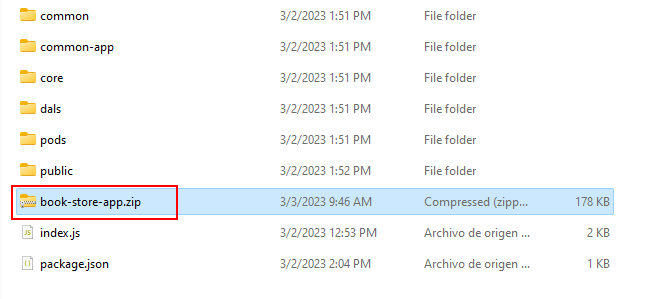 common 3/2/2023 1:51 PM File folder
common-app 3/2/2023 1:51 PM File folder
core 3/2/2023 1:51 PM File folder
dals 3/2/2023 1:51 PM File folder
pods 3/2/2023 1:51 PM File folder
public 3/2/2023 1:52 PM File folder
book-store-app.zip 3/3/2023 9:46 AM Compressed (zipp... 178 KB
index.js 3/2/2023 12:53 PM Archivo de origen ... 2 KB
package.json 3/2/2023 2:04 PM Archivo de origen ... 1 KB